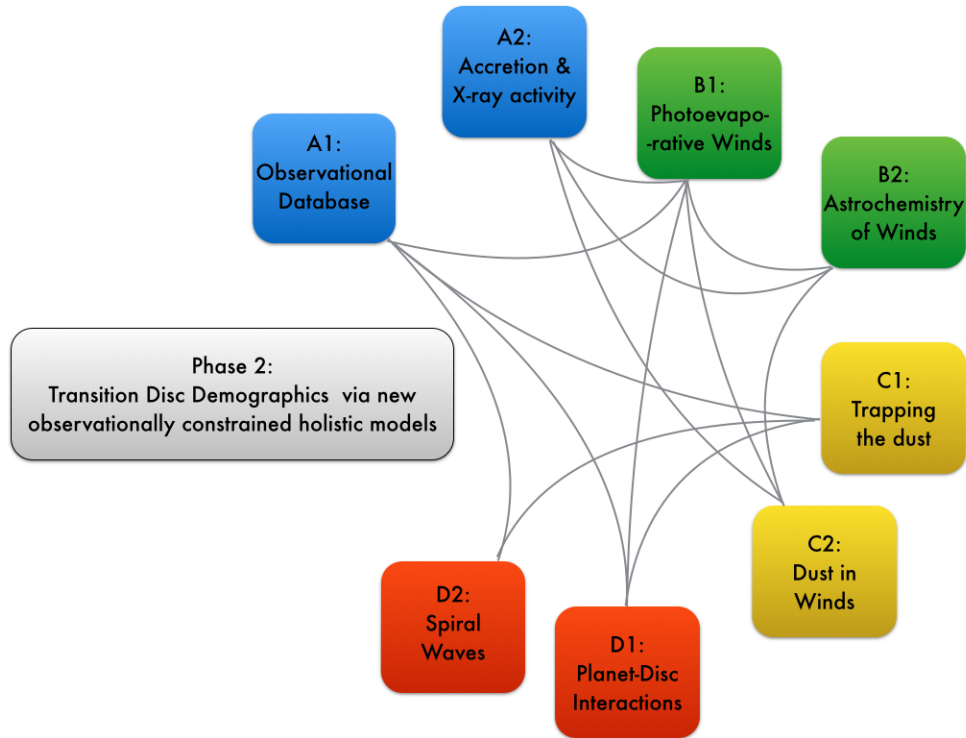 A2:
Accretion &
X-ray activity
B1:
Photoevapo-
-rative Winds
A1:
Observational
Database
B2:
Astrochemistry
of Winds
Phase 2:
Transition Disc Demographics via new
observationally constrained holistic models
C1:
Trapping
the dust
C2:
Dust in
Winds
D2:
Spiral
Waves
D1:
Planet-Disc
Interactions